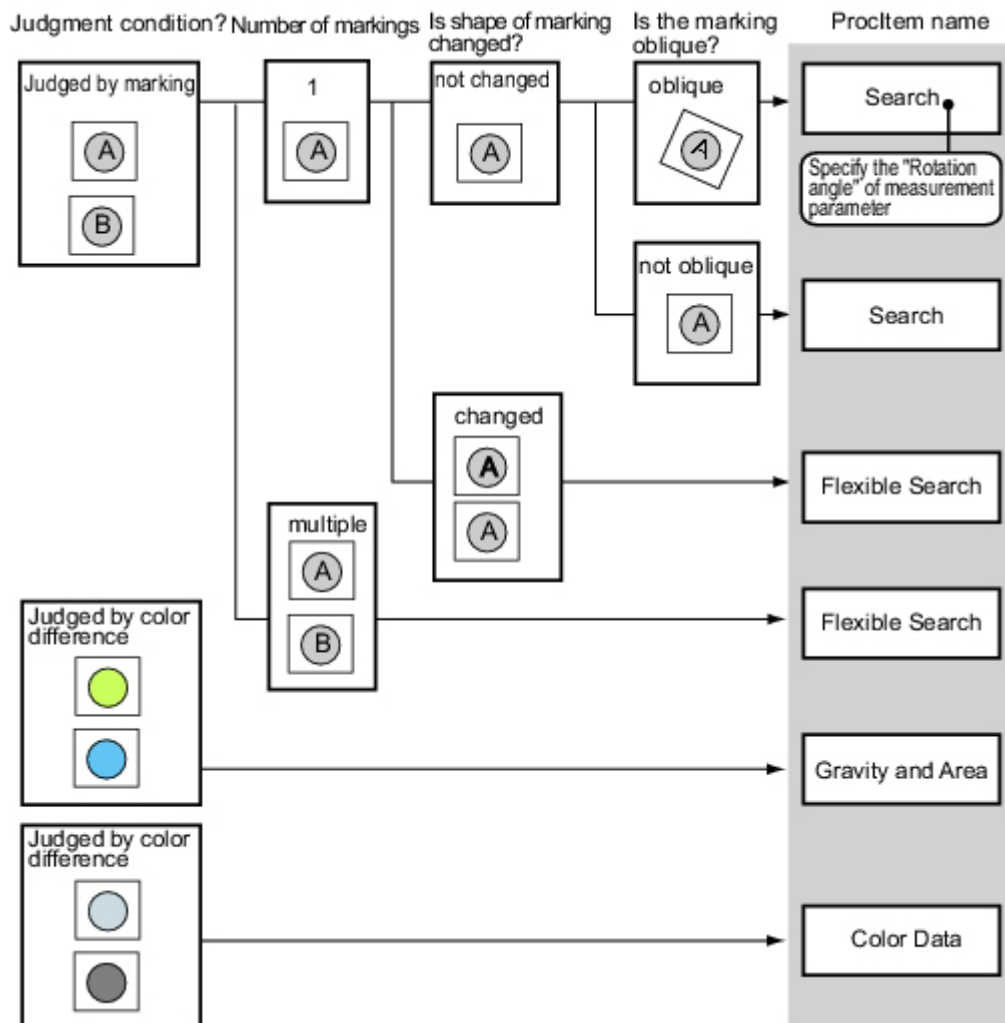 Judgment condition? Number of markings Is shape of marking Is the marking ProcItem name
changed? oblique?
Judged by marking
A
B
1
A
not changed
A
oblique
A
Search
Specify the "Rotation
angle" of measurement
parameter
not oblique
A
Search
changed
A
A
Flexible Search
multiple
A
B
Flexible Search
Judged by color
difference
Gravity and Area
Judged by color
difference
Color Data